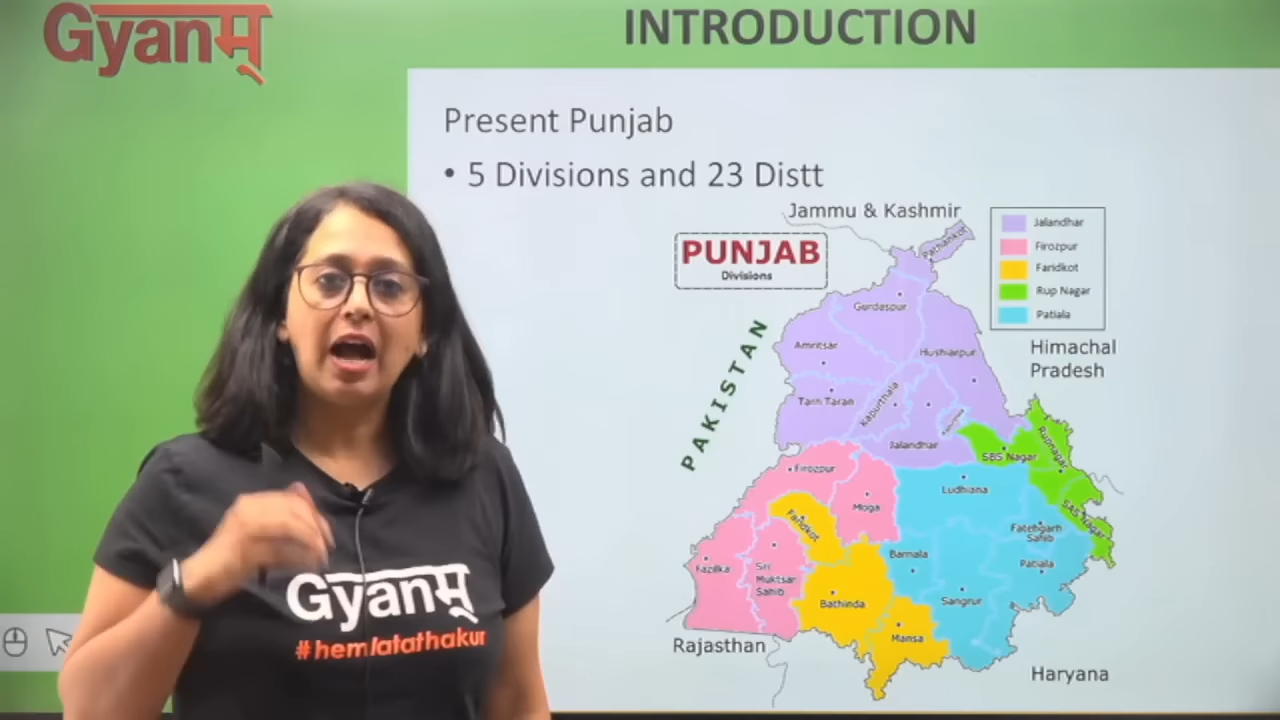 Gyanम्
INTRODUCTION
Present Punjab
• 5 Divisions and 23 Distt
Jammu & Kashmir
PUNJAB
Divisions
Jalandhar
Firozpur
Faridkot
Rup Nagar
Patiala
Pathankot
Gurdaspur
PAKISTAN
Himachal
Pradesh
Amritsar
Hushiarpur
Tarn Taran
Kapurthala
Jalandhar
SBS Nagar
Rupnagar
Firozpur
Ludhiana
Moga
SAS Nagar
Faridkot
Fatehgarh
Sahib
Barnala
Patiala
Fazilka
Sri
Muktsar
Sahib
Bathinda
Sangrur
Mansa
Rajasthan
Haryana
Gyanम्
#hemlatathakur